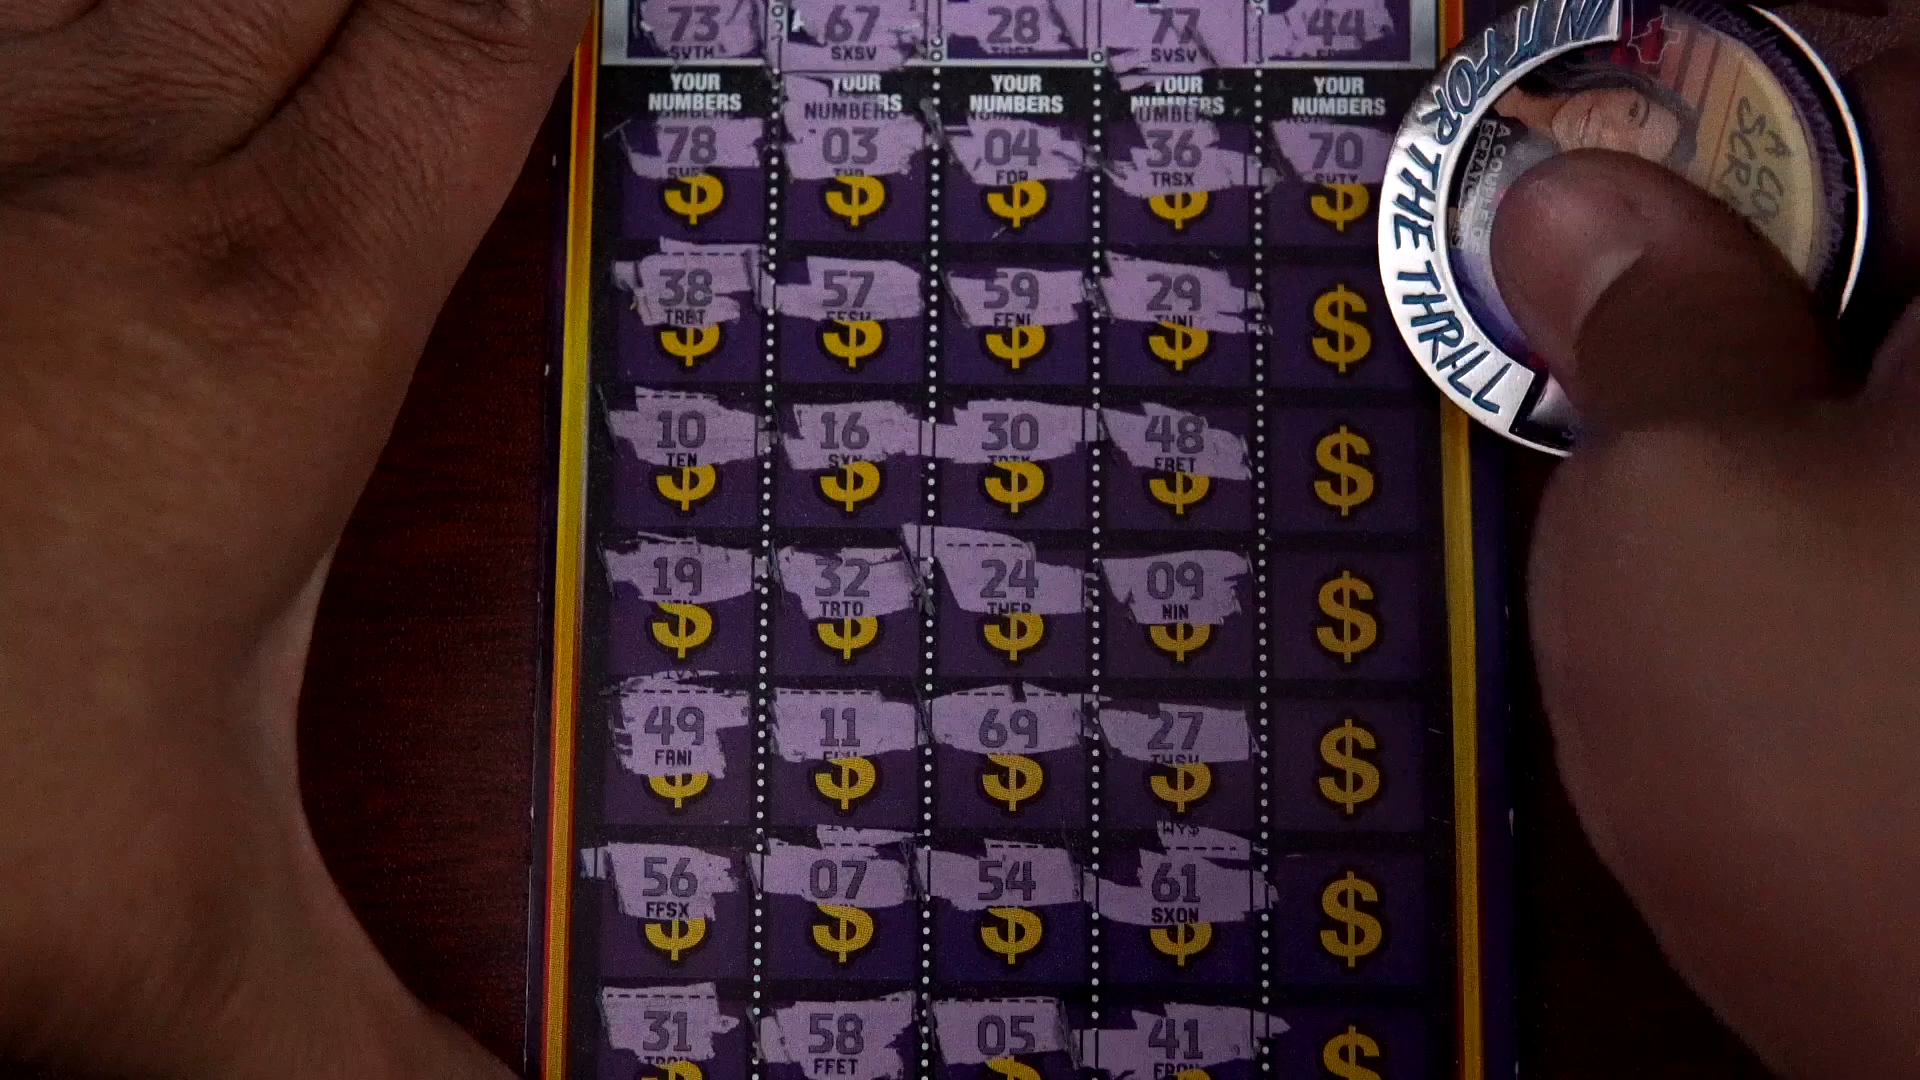 73 67 28 77 44
SVTH SXSV SVSV
YOUR YOUR YOUR YOUR YOUR
NUMBERS NUMBERS NUMBERS NUMBERS NUMBERS
78 03 04 36 70
FOR TRSX
$ $ $ $ $
38 57 59 29
TRET
$ $ $ $ $
10 16 30 48
TEN SXN FRET
$ $ $ $ $
19 32 24 09
TRTO NIN
$ $ $ $ $
49 11 69 27
FRNI
$ $ $ $ $
WY$
56 07 54 61
FFSX SXON
$ $ $ $ $
31 58 05 41
FFET
$ $ $ $
FOR THE THRILL